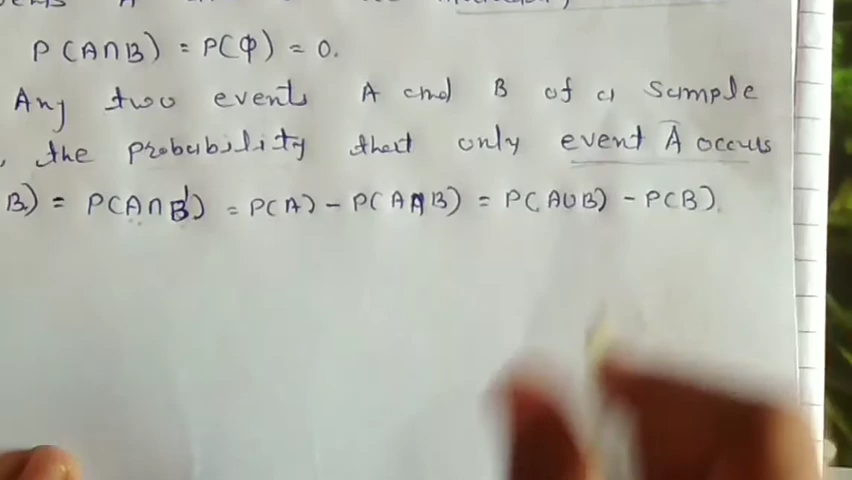 P(A∩B) = P(Φ) = 0.
Any two events A and B of a sample
, the probability that only event A occurs
B) = P(A∩B') = P(A) - P(A∩B) = P(A∪B) - P(B).